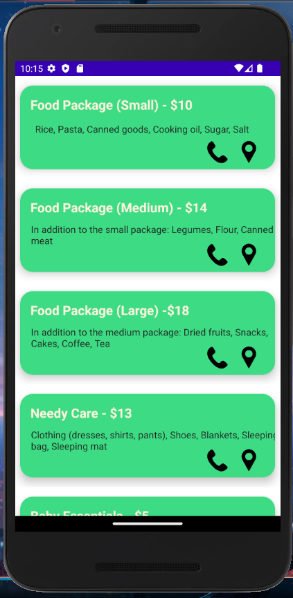 10:15
Food Package (Small) - $10
Rice, Pasta, Canned goods, Cooking oil, Sugar, Salt
Food Package (Medium) - $14
In addition to the small package: Legumes, Flour, Canned
meat
Food Package (Large) -$18
In addition to the medium package: Dried fruits, Snacks,
Cakes, Coffee, Tea
Needy Care - $13
Clothing (dresses, shirts, pants), Shoes, Blankets, Sleeping
bag, Sleeping mat
Baby Essentials - $5